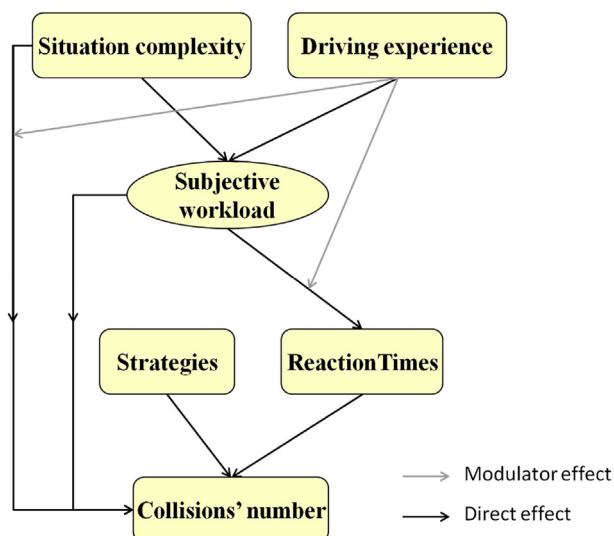 Situation complexity
Driving experience
Subjective
workload
Strategies
ReactionTimes
Collisions’ number
Modulator effect
Direct effect